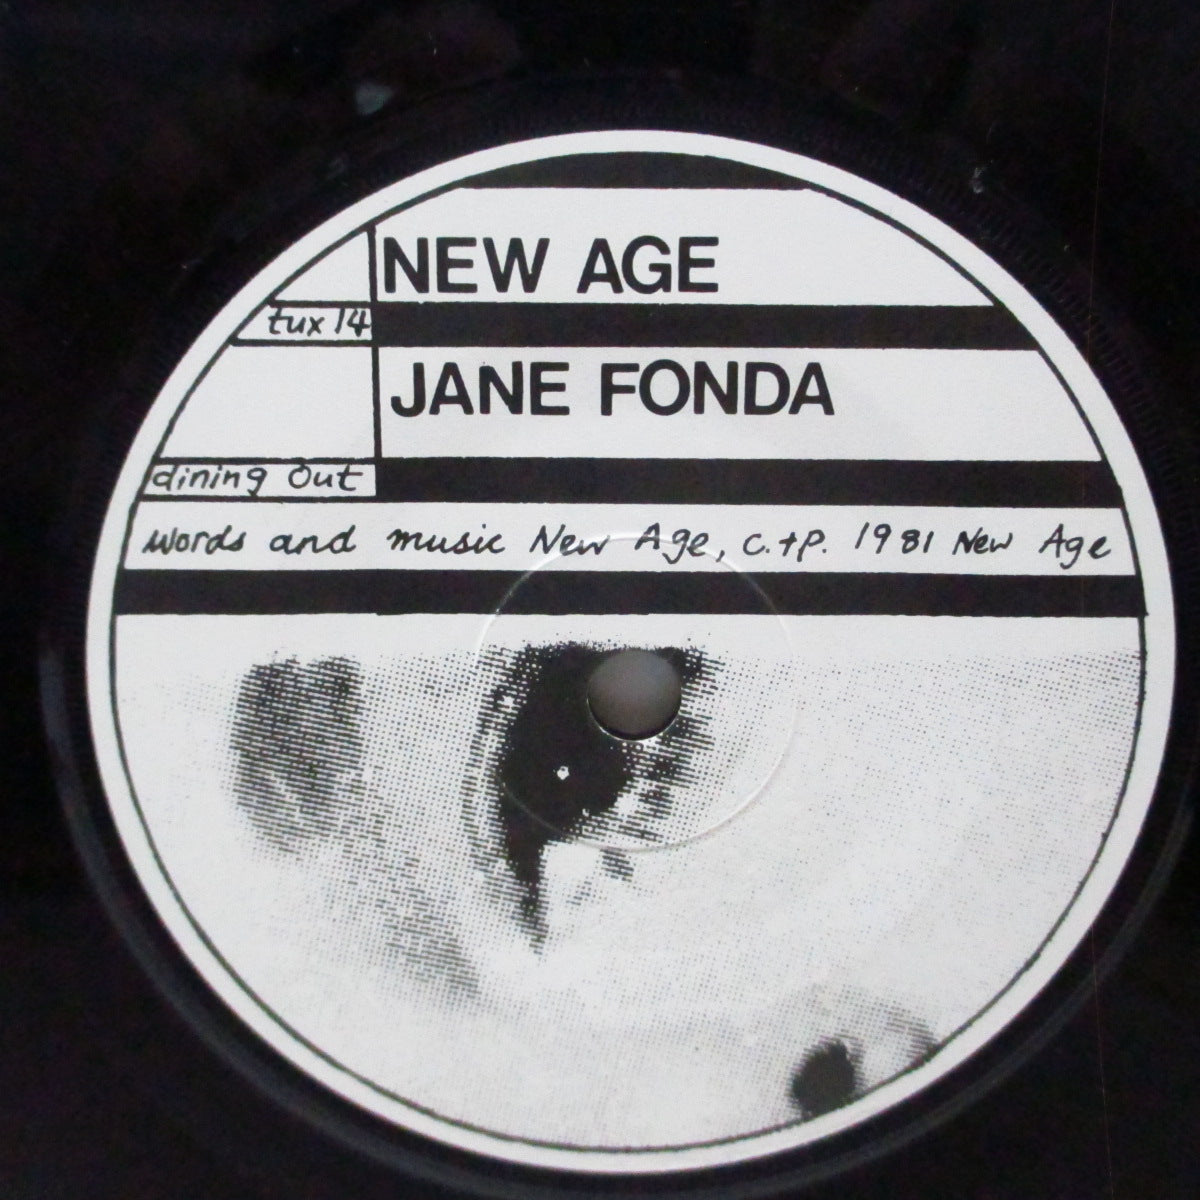 NEW AGE
tux 14
JANE FONDA
dining Out
words and music New Age, c.+p. 1981 New Age